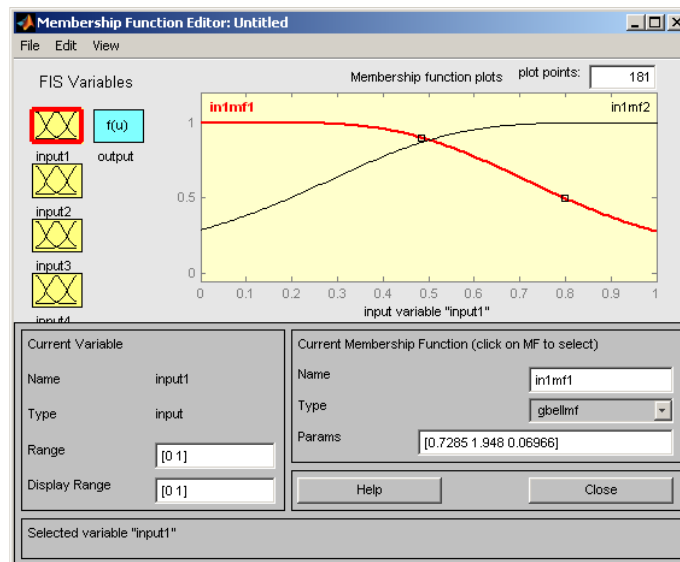 Membership Function Editor: Untitled
File Edit View
FIS Variables
Membership function plots plot points: 181
f(u)
input1 output
input2
input3
input4
in1mf1 in1mf2
1
0.5
0
0 0.1 0.2 0.3 0.4 0.5 0.6 0.7 0.8 0.9 1
input variable "input1"
Current Variable
Name input1
Type input
Range [0 1]
Display Range [0 1]
Current Membership Function (click on MF to select)
Name in1mf1
Type gbellmf
Params [0.7285 1.948 0.06966]
Help Close
Selected variable "input1"